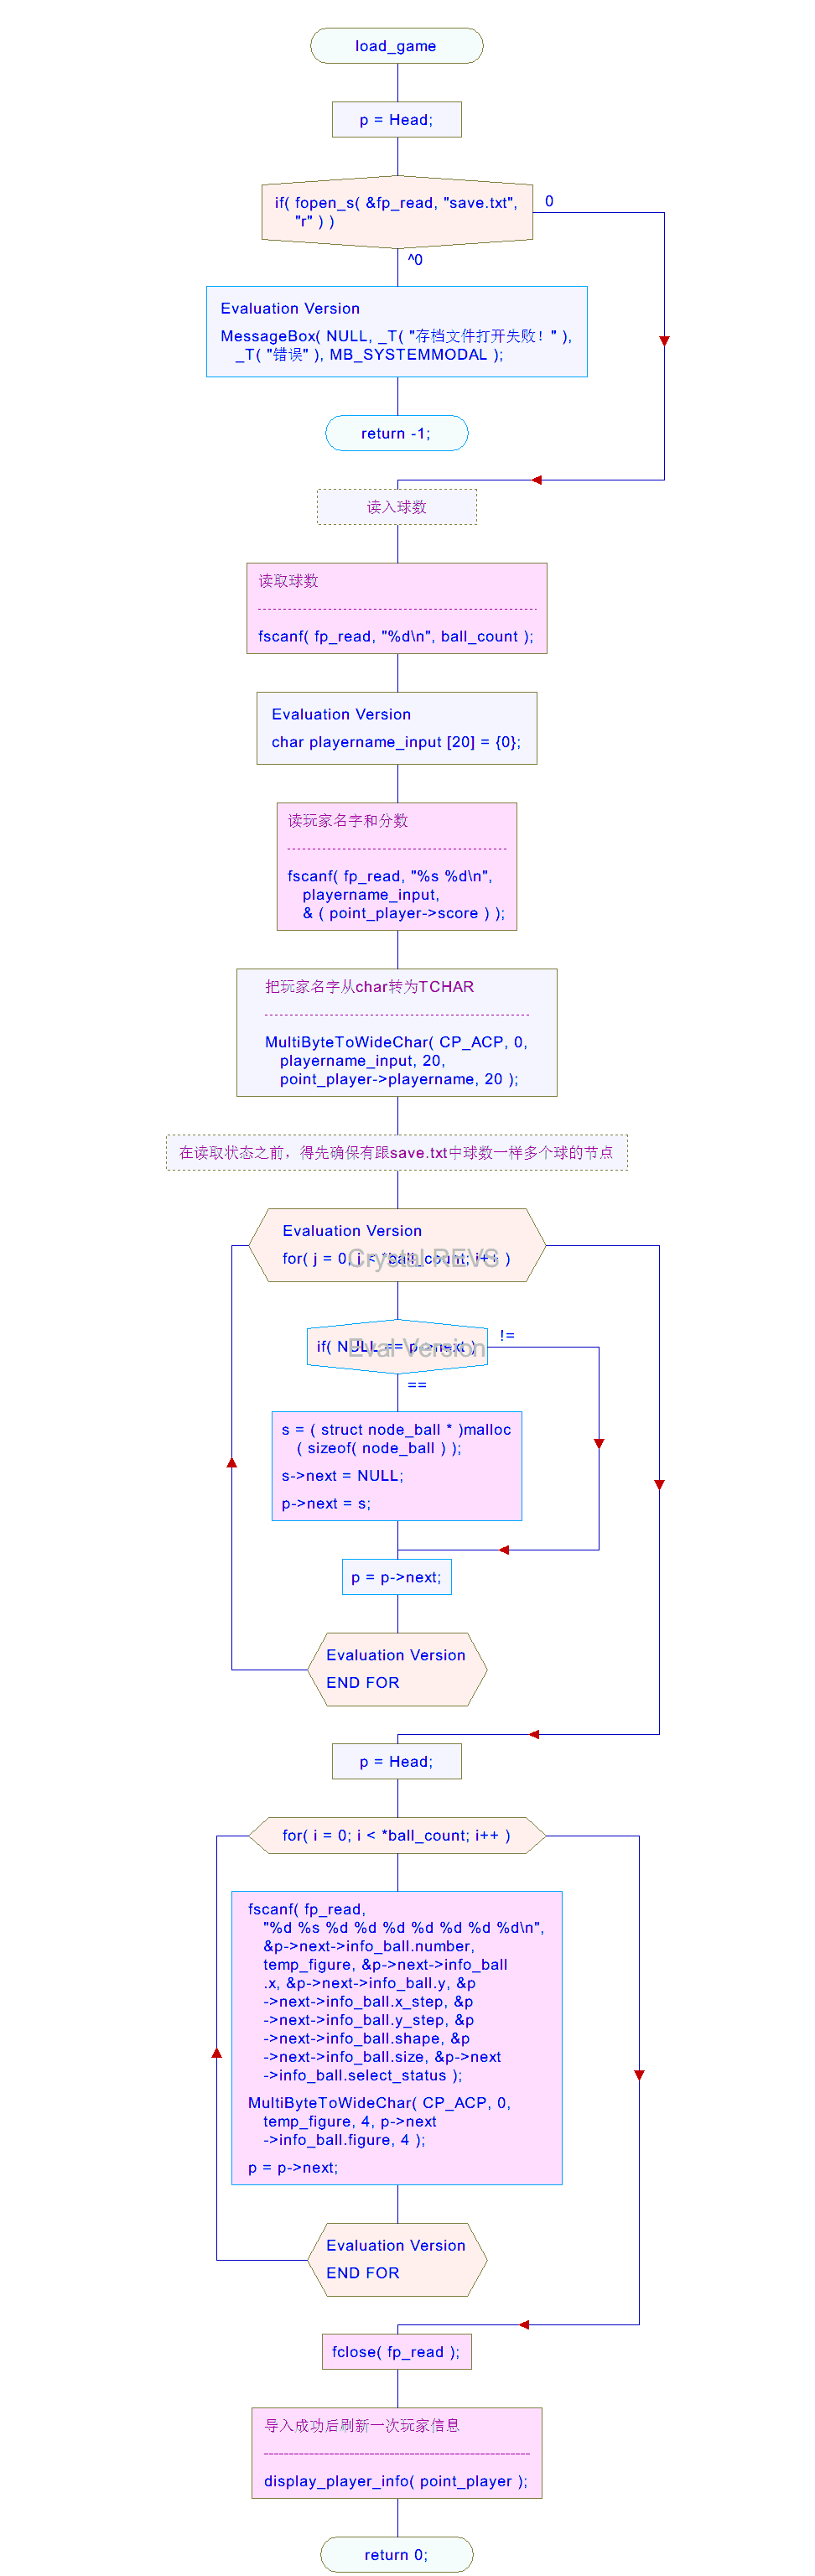 load_game
p = Head;
if( fopen_s( &fp_read, "save.txt",
"r" ) )
0
^0
Evaluation Version
MessageBox( NULL, _T( "存档文件打开失败！" ),
_T( "错误" ), MB_SYSTEMMODAL );
return -1;
读入球数
读取球数
fscanf( fp_read, "%d\n", ball_count );
Evaluation Version
char playername_input [20] = {0};
读玩家名字和分数
fscanf( fp_read, "%s %d\n",
playername_input,
& ( point_player->score ) );
把玩家名字从char转为TCHAR
MultiByteToWideChar( CP_ACP, 0,
playername_input, 20,
point_player->playername, 20 );
在读取状态之前，得先确保有跟save.txt中球数一样多个球的节点
Evaluation Version
for( i = 0; i < *ball_count; i++ )
Crystal REVS
if( NULL == p->next )
Eval Version
!=
==
s = ( struct node_ball * )malloc
( sizeof( node_ball ) );
s->next = NULL;
p->next = s;
p = p->next;
Evaluation Version
END FOR
p = Head;
for( i = 0; i < *ball_count; i++ )
fscanf( fp_read,
"%d %s %d %d %d %d %d %d %d\n",
&p->next->info_ball.number,
temp_figure, &p->next->info_ball
.x, &p->next->info_ball.y, &p
->next->info_ball.x_step, &p
->next->info_ball.y_step, &p
->next->info_ball.shape, &p
->next->info_ball.size, &p->next
->info_ball.select_status );
MultiByteToWideChar( CP_ACP, 0,
temp_figure, 4, p->next
->info_ball.figure, 4 );
p = p->next;
Evaluation Version
END FOR
fclose( fp_read );
导入成功后刷新一次玩家信息
display_player_info( point_player );
return 0;